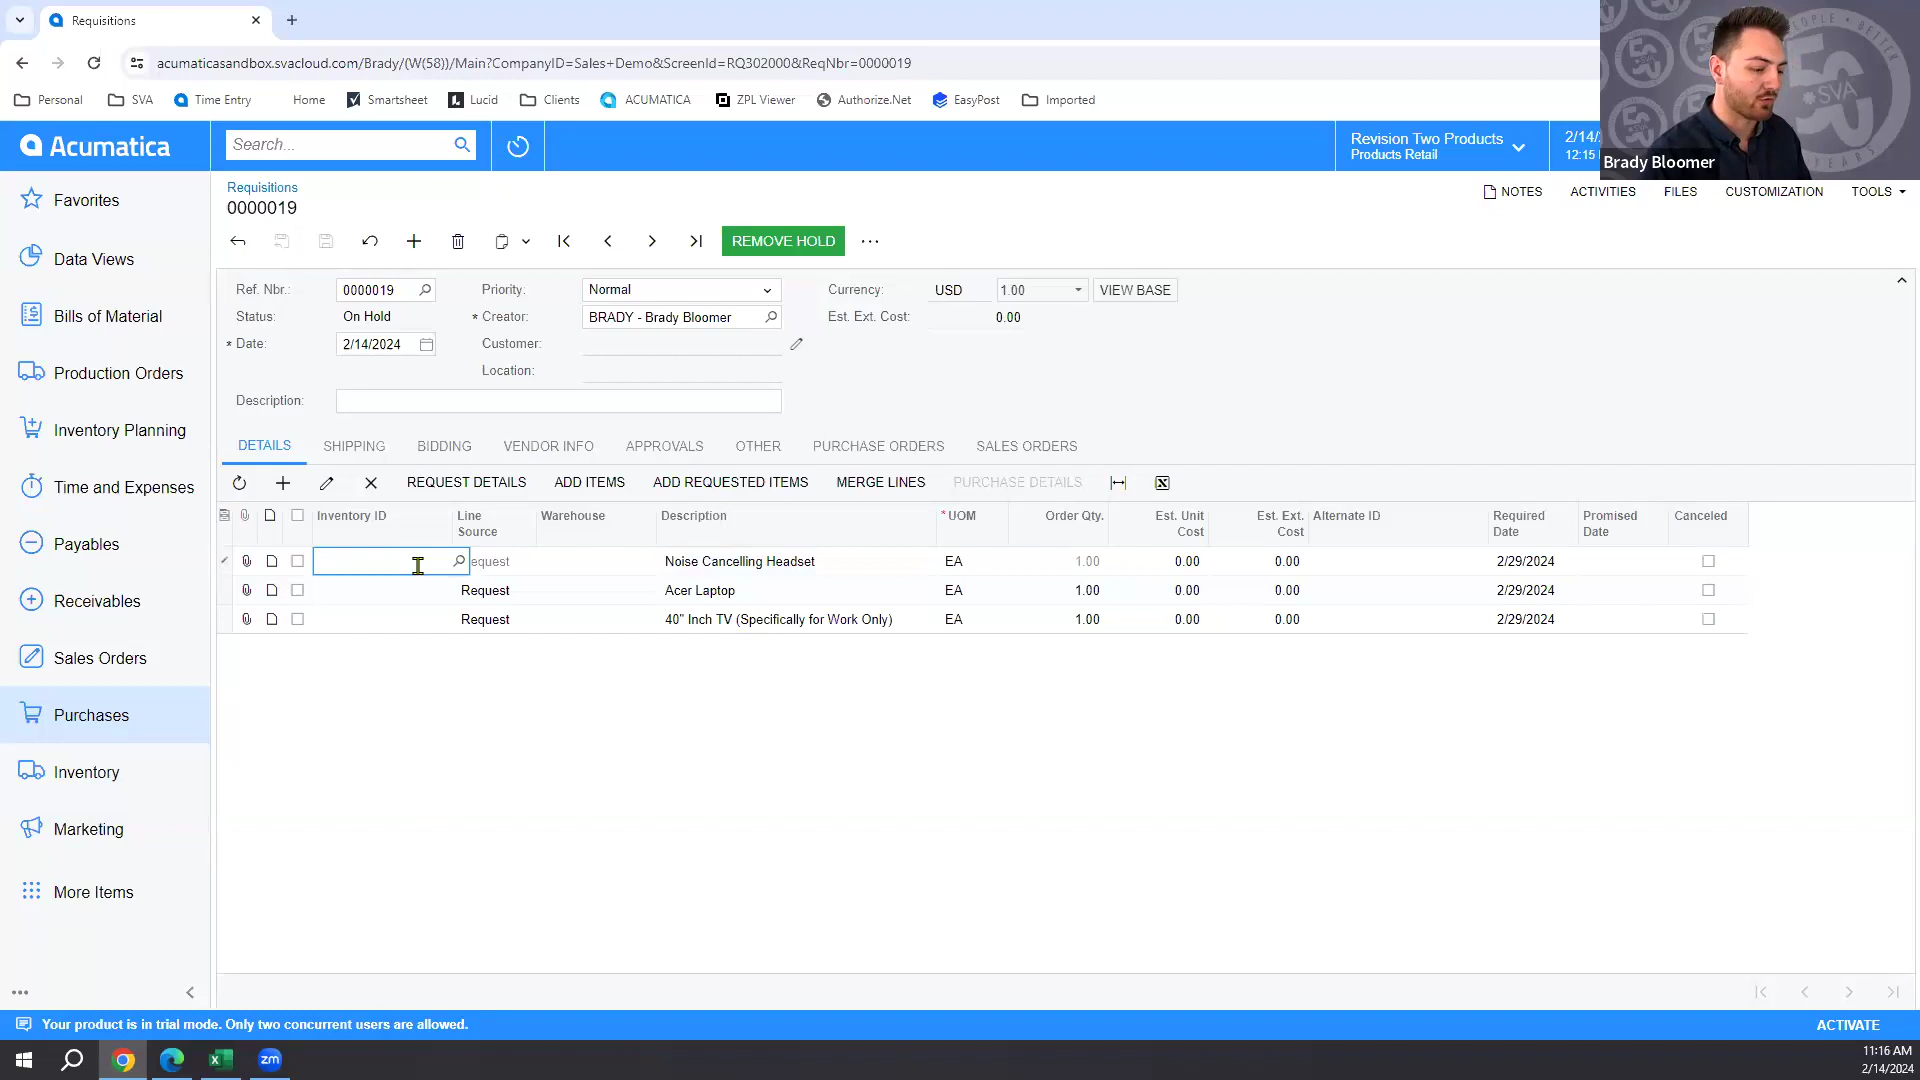 Requisitions
acumaticasandbox.svacloud.com/Brady/(W(58))/Main?CompanyID=Sales+Demo&ScreenId=RQ302000&ReqNbr=0000019
Personal SVA Time Entry Home Smartsheet Lucid Clients ACUMATICA ZPL Viewer Authorize.Net EasyPost Imported
Acumatica
Search...
Revision Two Products
Products Retail
2/14/
12:15
Brady Bloomer
PEOPLE BETTER
SVA
YEARS
Favorites
Data Views
Bills of Material
Production Orders
Inventory Planning
Time and Expenses
Payables
Receivables
Sales Orders
Purchases
Inventory
Marketing
More Items
Requisitions
0000019
NOTES ACTIVITIES FILES CUSTOMIZATION TOOLS
REMOVE HOLD
Ref. Nbr.: 0000019 Priority: Normal Currency: USD 1.00 VIEW BASE
Status: On Hold * Creator: BRADY - Brady Bloomer Est. Ext. Cost: 0.00
* Date: 2/14/2024 Customer:
Location:
Description:
DETAILS SHIPPING BIDDING VENDOR INFO APPROVALS OTHER PURCHASE ORDERS SALES ORDERS
REQUEST DETAILS ADD ITEMS ADD REQUESTED ITEMS MERGE LINES PURCHASE DETAILS
Inventory ID Line Source Warehouse Description * UOM Order Qty. Est. Unit Cost Est. Ext. Cost Alternate ID Required Date Promised Date Canceled
equest Noise Cancelling Headset EA 1.00 0.00 0.00 2/29/2024
Request Acer Laptop EA 1.00 0.00 0.00 2/29/2024
Request 40" Inch TV (Specifically for Work Only) EA 1.00 0.00 0.00 2/29/2024
Your product is in trial mode. Only two concurrent users are allowed.
ACTIVATE
zm
11:16 AM
2/14/2024